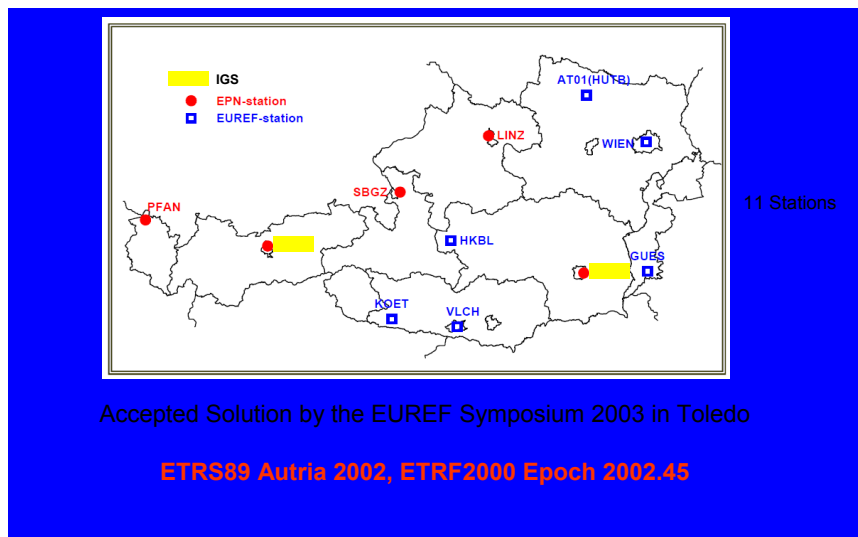 IGS
EPN-station
EUREF-station
AT01(HUTB)
LINZ
WIEN
SBGZ
PFAN
11 Stations
HKBL
GUES
KOET
VLCH
Accepted Solution by the EUREF Symposium 2003 in Toledo
ETRS89 Autria 2002, ETRF2000 Epoch 2002.45